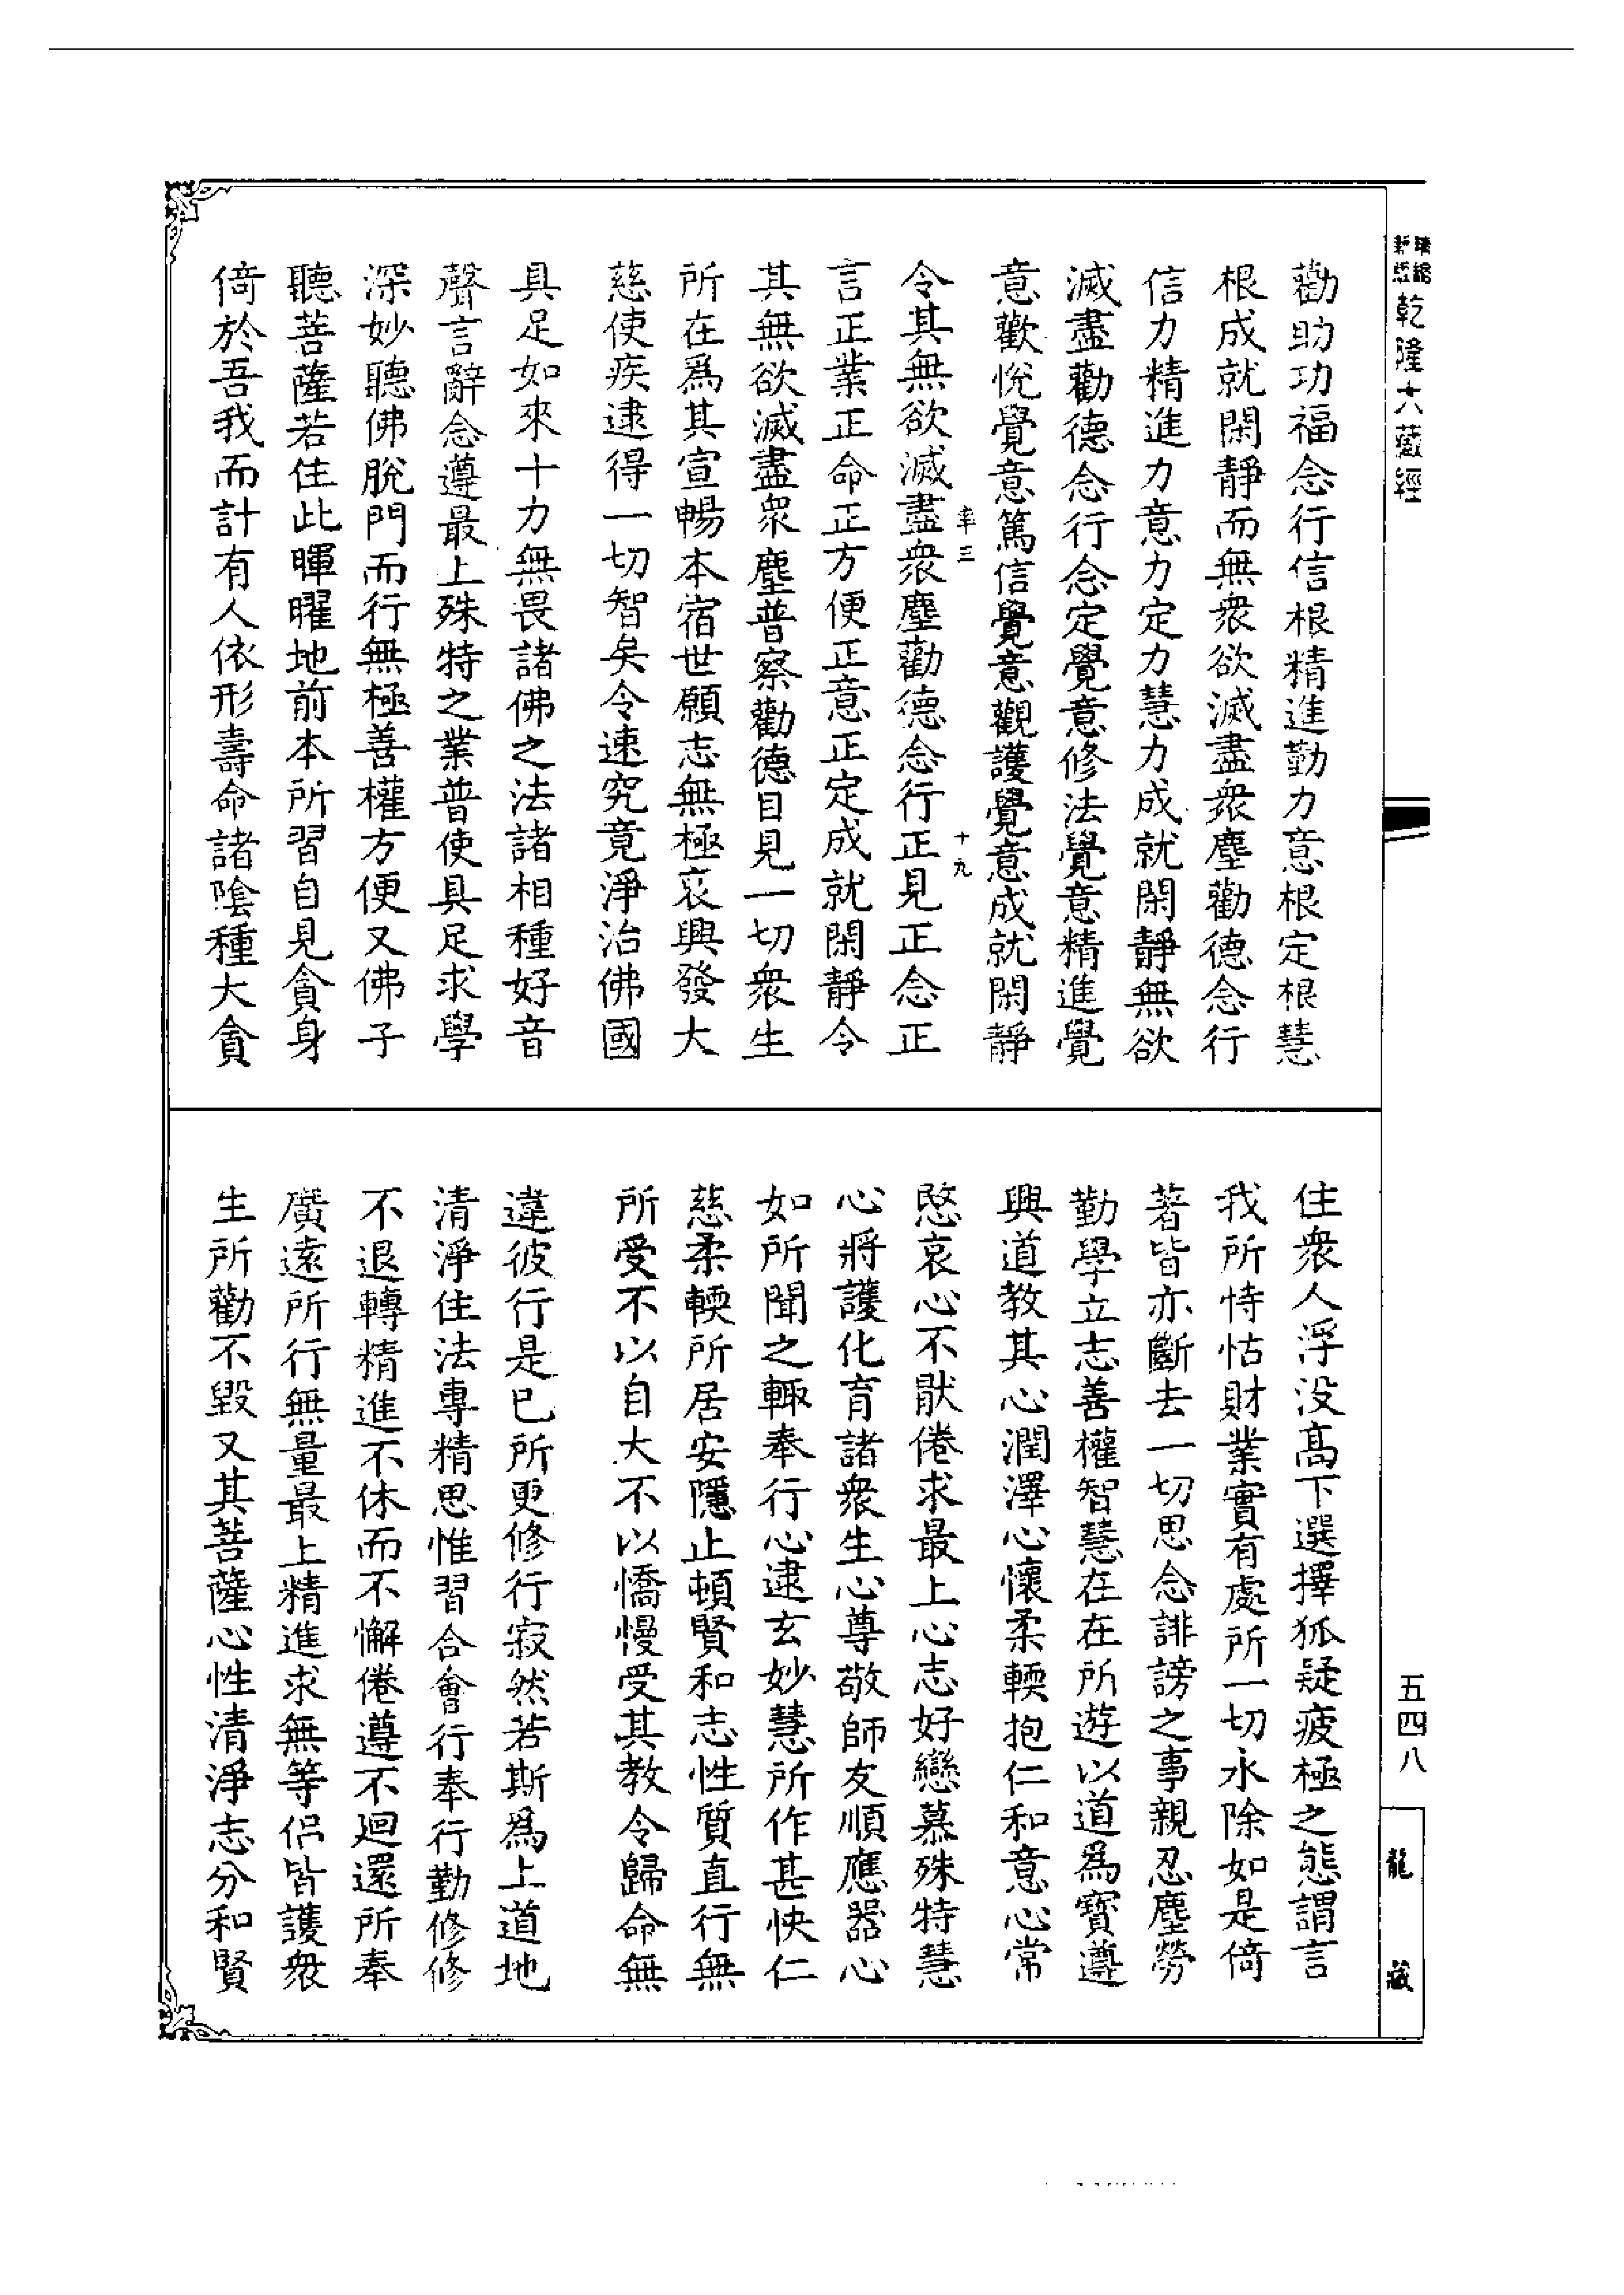 乾隆大藏經
勸助功福念行信根精進勤力意根定根慧
根成就閑靜而無衆欲滅盡衆塵勸德念行
信力精進力意力定力慧力成就閑靜無欲
滅盡勸德念行念定覺意修法覺意精進覺
意歡悅覺意篤信覺意觀護覺意成就閑靜
令其無欲滅盡衆塵勸德念行正見正念正
言正業正命正方便正意正定成就閑靜令
其無欲滅盡衆塵普察勸德目見一切衆生
所在爲其宣暢本宿世願志無極哀興發大
慈使疾逮得一切智矣令速究竟淨治佛國
具足如來十力無畏諸佛之法諸相種好音
聲言辭念遵最上殊特之業普使具足求學
深妙聽佛脫門而行無極善權方便又佛子
聽菩薩若住此暉曜地前本所習自見貪身
倚於吾我而計有人依形壽命諸陰種大貪
住衆人浮没高下選擇狐疑疲極之態謂言
我所恃怙財業實有處所一切永除如是倚
著皆亦斷去一切思念誹謗之事親忍塵勞
勤學立志善權智慧在在所遊以道爲寶遵
興道教其心潤澤心懷柔輭抱仁和意心常
愍哀心不猒倦求最上心志好戀慕殊特慧
心將護化育諸衆生心尊敬師友順應器心
如所聞之輒奉行心逮玄妙慧所作甚快仁
慈柔輭所居安隱止頓賢和志性質直行無
所受不以自大不以憍慢受其教令歸命無
違彼行是已所更修行寂然若斯爲上道地
清淨住法專精思惟習合會行奉行勤修修
不退轉精進不休而不懈倦遵不迴還所奉
廣遠所行無量最上精進求無等侶皆護衆
生所勸不毀又其菩薩心性清淨志分和賢
十九
五四八
龍藏